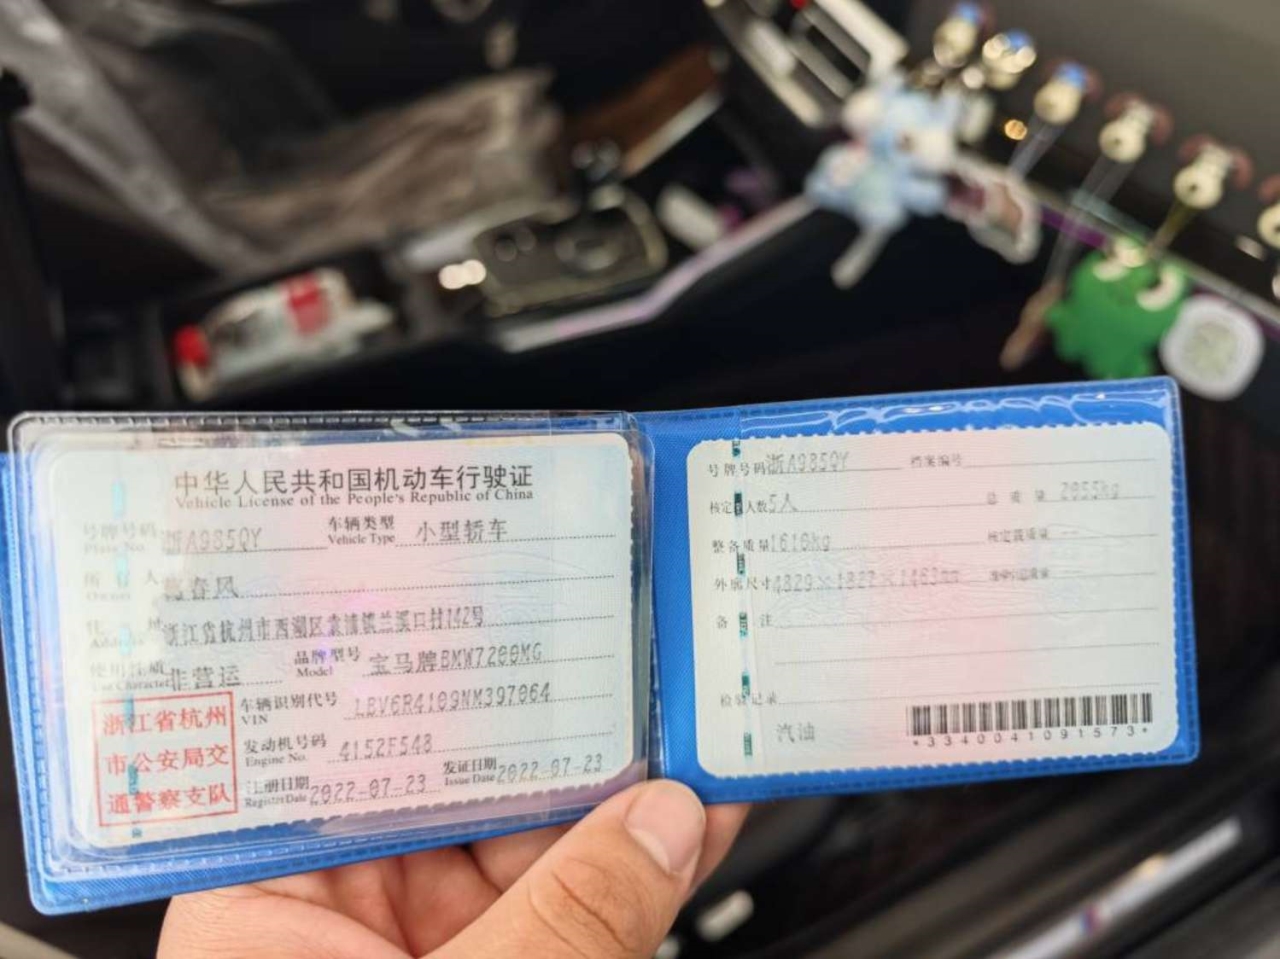 中华人民共和国机动车行驶证
Vehicle License of the People's Republic of China
号牌号码 浙A985QY 车辆类型 小型轿车
Plate No. Vehicle Type
所有人 春风
Owner
住址 浙江省杭州市西湖区袁浦镇兰溪口村142号
使用性质 非营运 品牌型号 宝马牌BMW7200MG
Use Character Model
浙江省杭州市公安局交通警察支队
车辆识别代号 LBV6R4109NM397064
VIN
发动机号码 4152F548
Engine No.
注册日期 2022-07-23 发证日期 2022-07-23
Register Date Issue Date
号牌号码 浙A985QY 档案编号
核定人数 5人 总质量 2055kg
整备质量 1610kg 核定载质量 --
外廓尺寸 4829×1827×1463mm
备注
检验记录
汽油
*3340041091573*